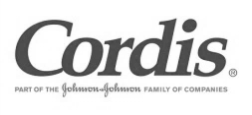 Cordis®
PART OF THE Johnson & Johnson FAMILY OF COMPANIES